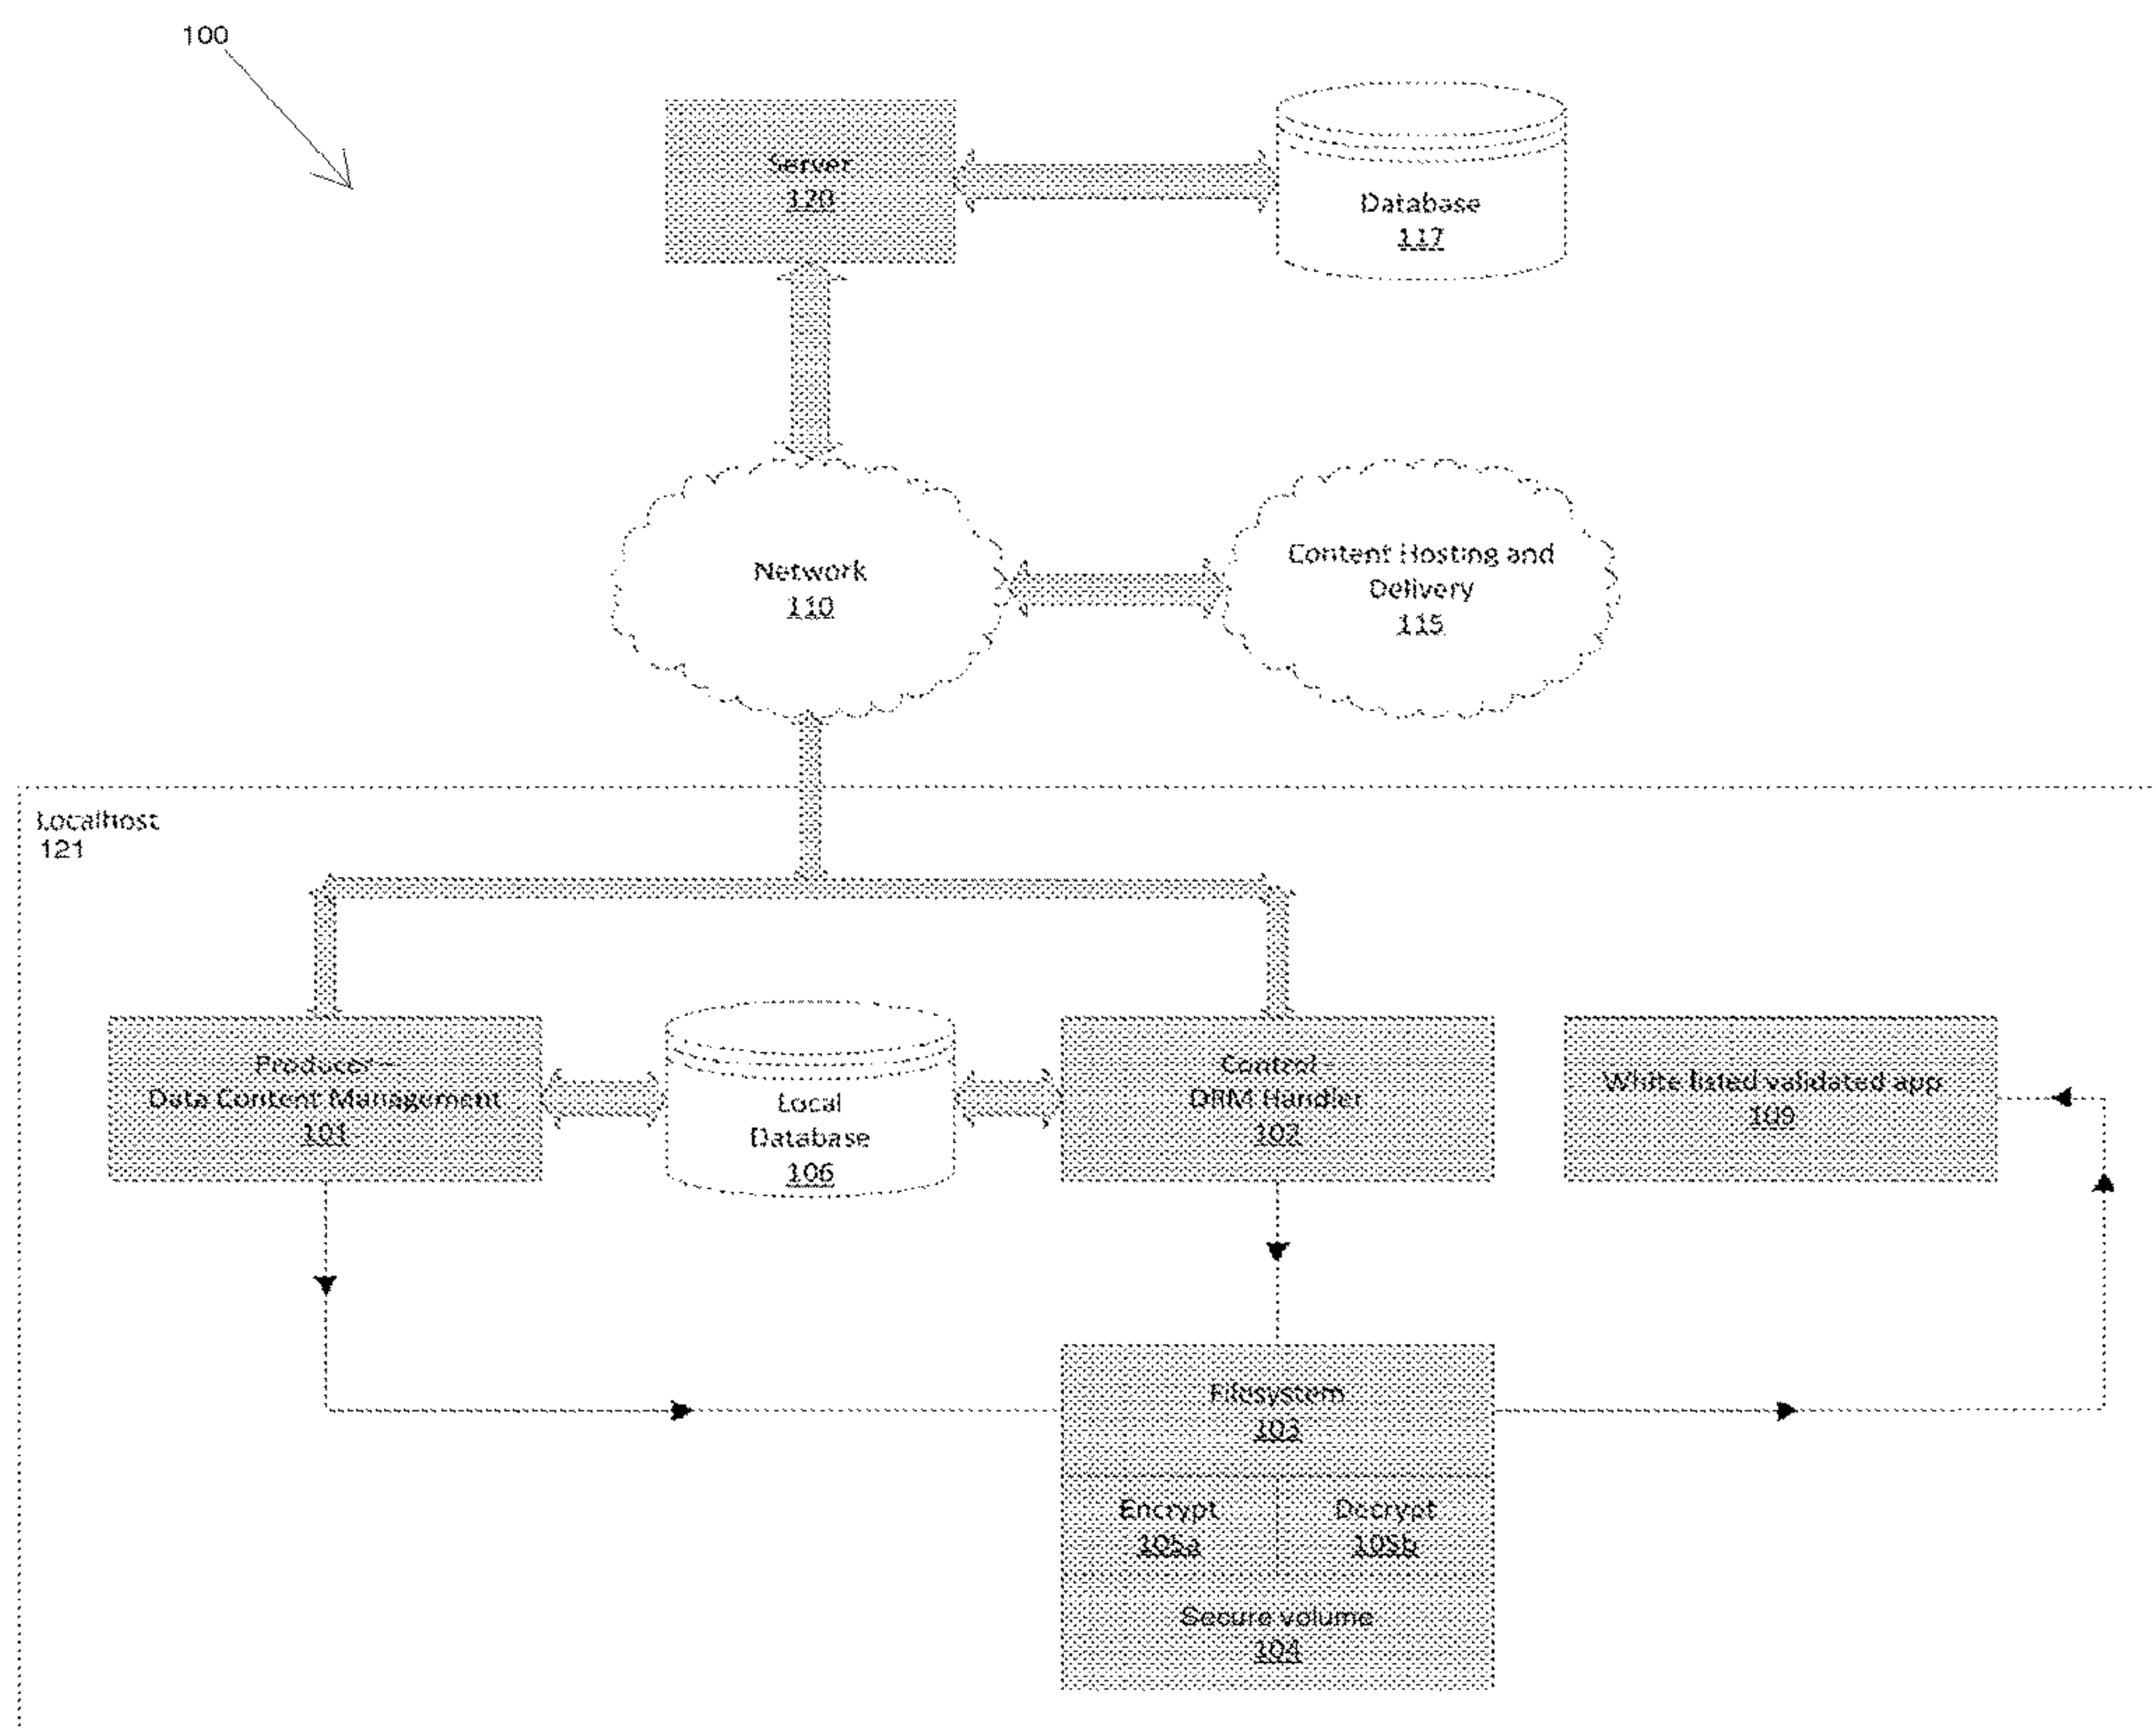 100
Server
120
Database
117
Network
110
Content Hosting and
Delivery
115
Localhost
121
Producer –
Data Content Management
101
Local
Database
106
Control -
DRM Handler
102
White listed validated app
109
Filesystem
103
Encrypt
105a
Decrypt
105b
Secure volume
104